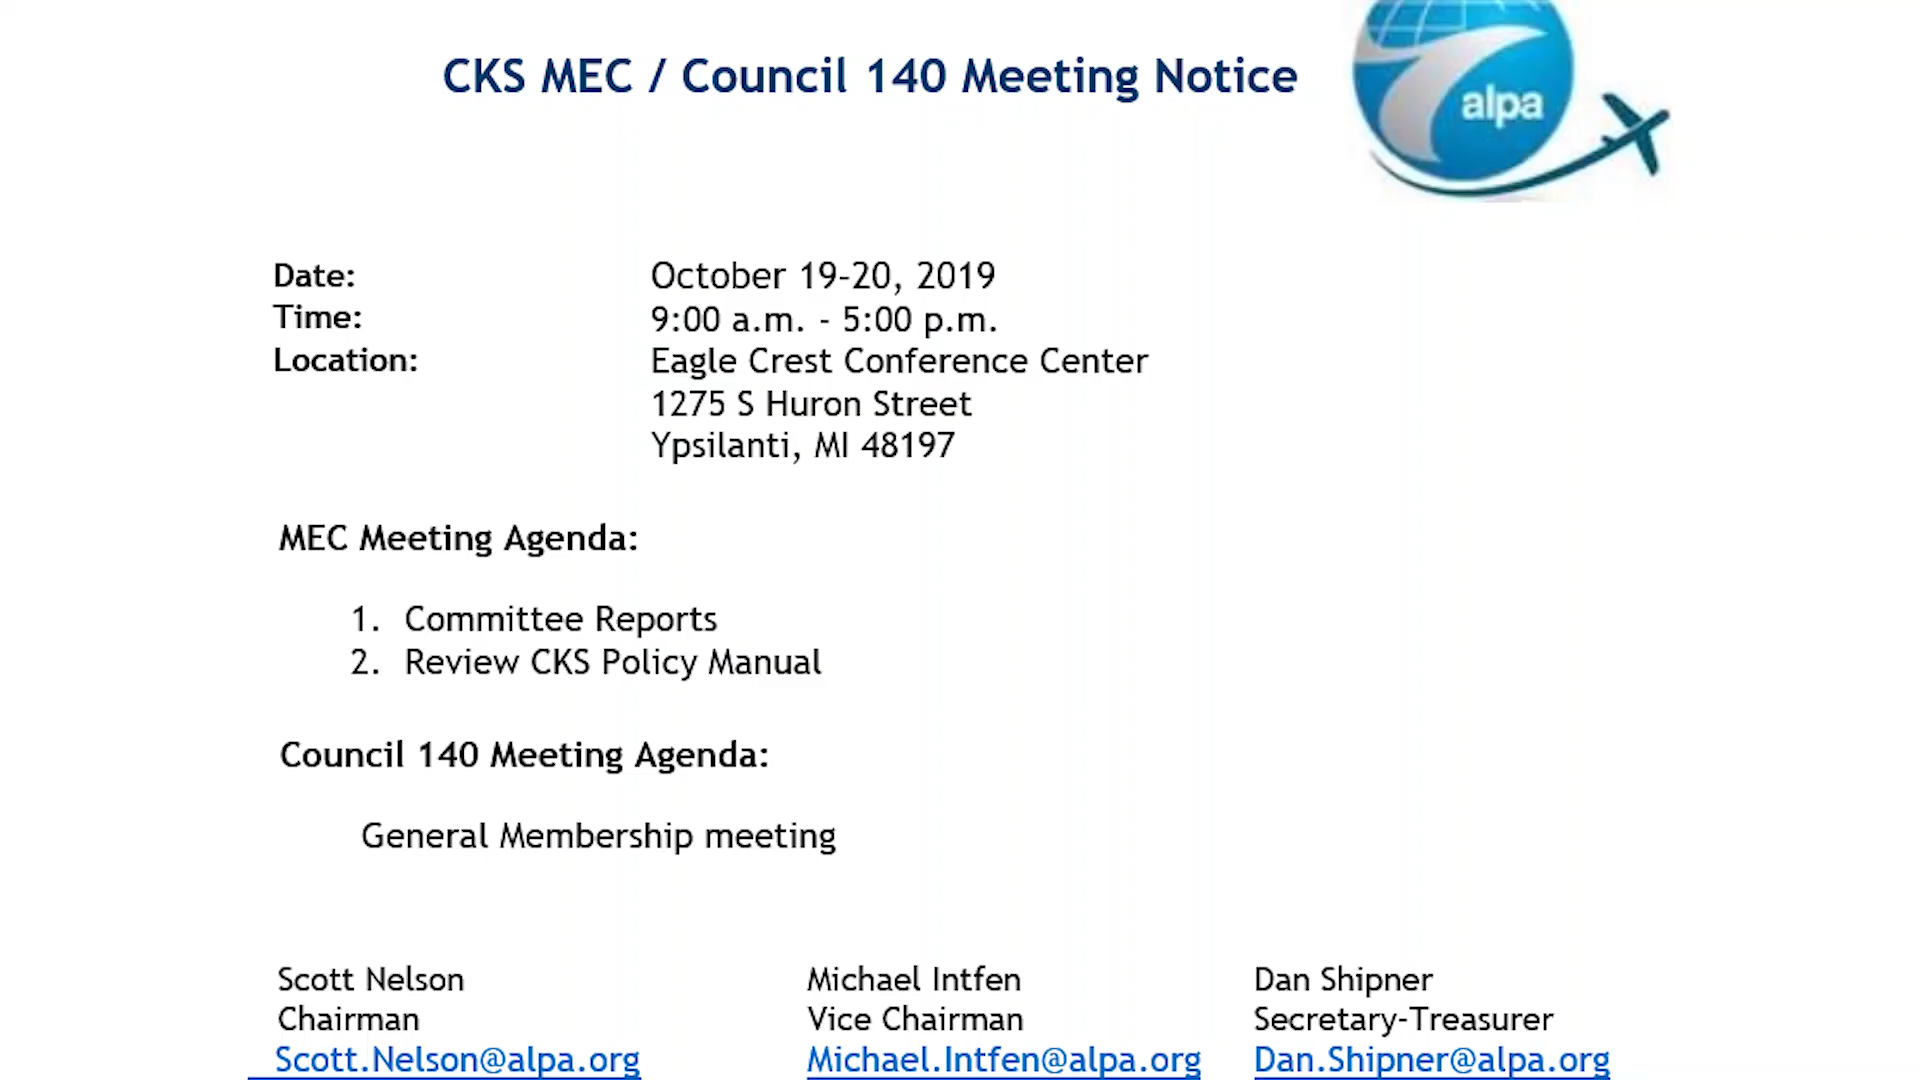 CKS MEC / Council 140 Meeting Notice
alpa
Date: October 19-20, 2019
Time: 9:00 a.m. - 5:00 p.m.
Location: Eagle Crest Conference Center
1275 S Huron Street
Ypsilanti, MI 48197
MEC Meeting Agenda:
1. Committee Reports
2. Review CKS Policy Manual
Council 140 Meeting Agenda:
General Membership meeting
Scott Nelson Michael Intfen Dan Shipner
Chairman Vice Chairman Secretary-Treasurer
Scott.Nelson@alpa.org Michael.Intfen@alpa.org Dan.Shipner@alpa.org